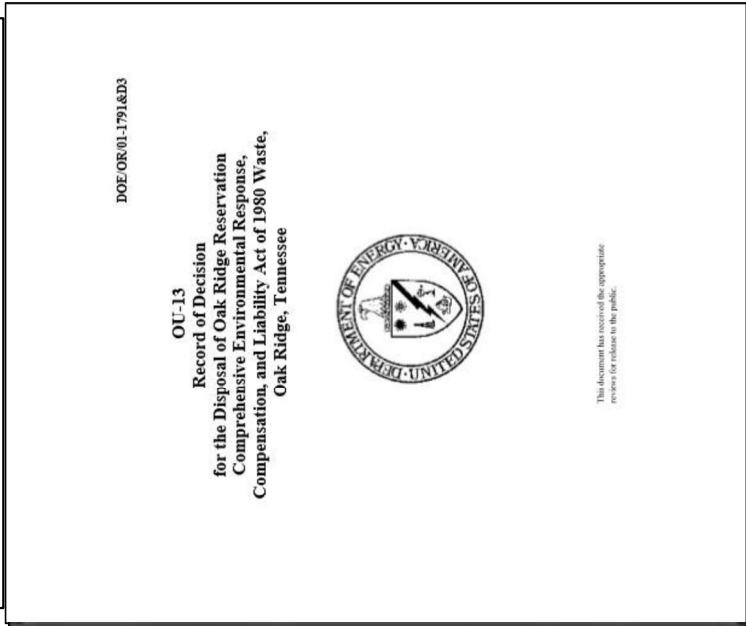 DOE/OR/01-1791&D3
OU-13
Record of Decision
for the Disposal of Oak Ridge Reservation
Comprehensive Environmental Response,
Compensation, and Liability Act of 1980 Waste,
Oak Ridge, Tennessee
DEPARTMENT OF ENERGY
UNITED STATES OF AMERICA
This document has received the appropriate
reviews for release to the public.